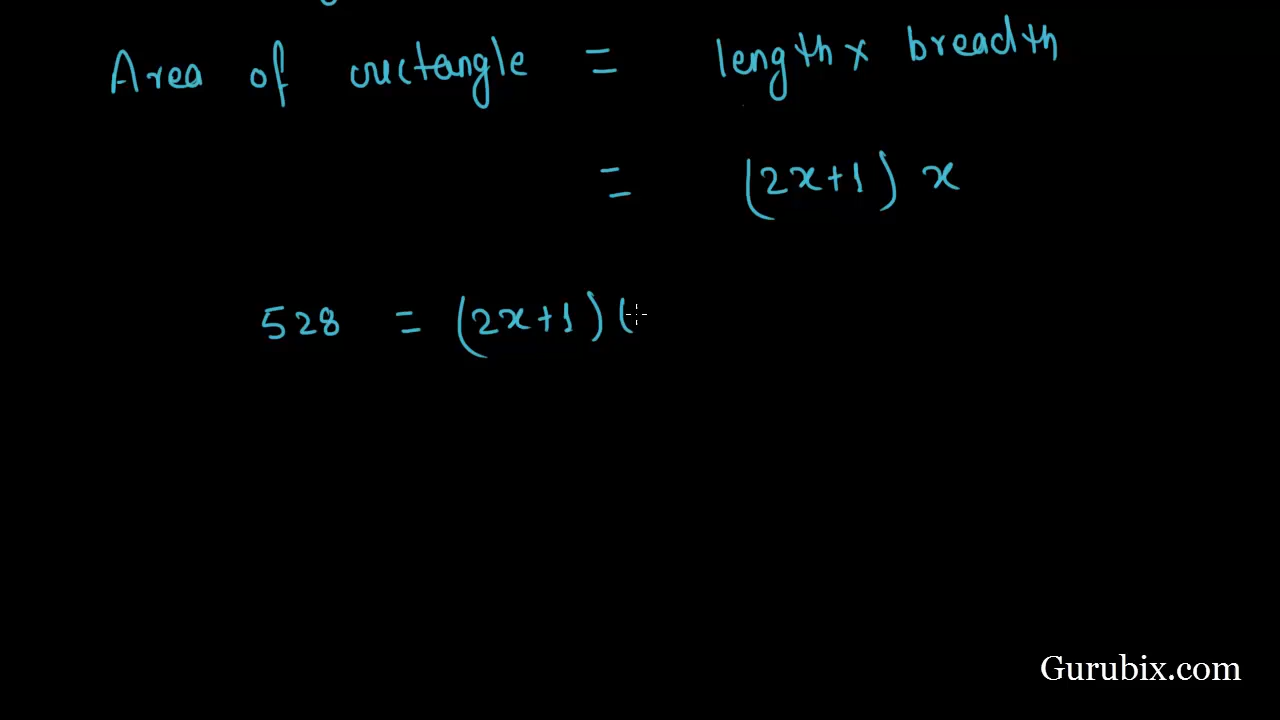 Area of rectangle = length × breadth
= (2x+1) x
528 = (2x+1) (
Gurubix.com